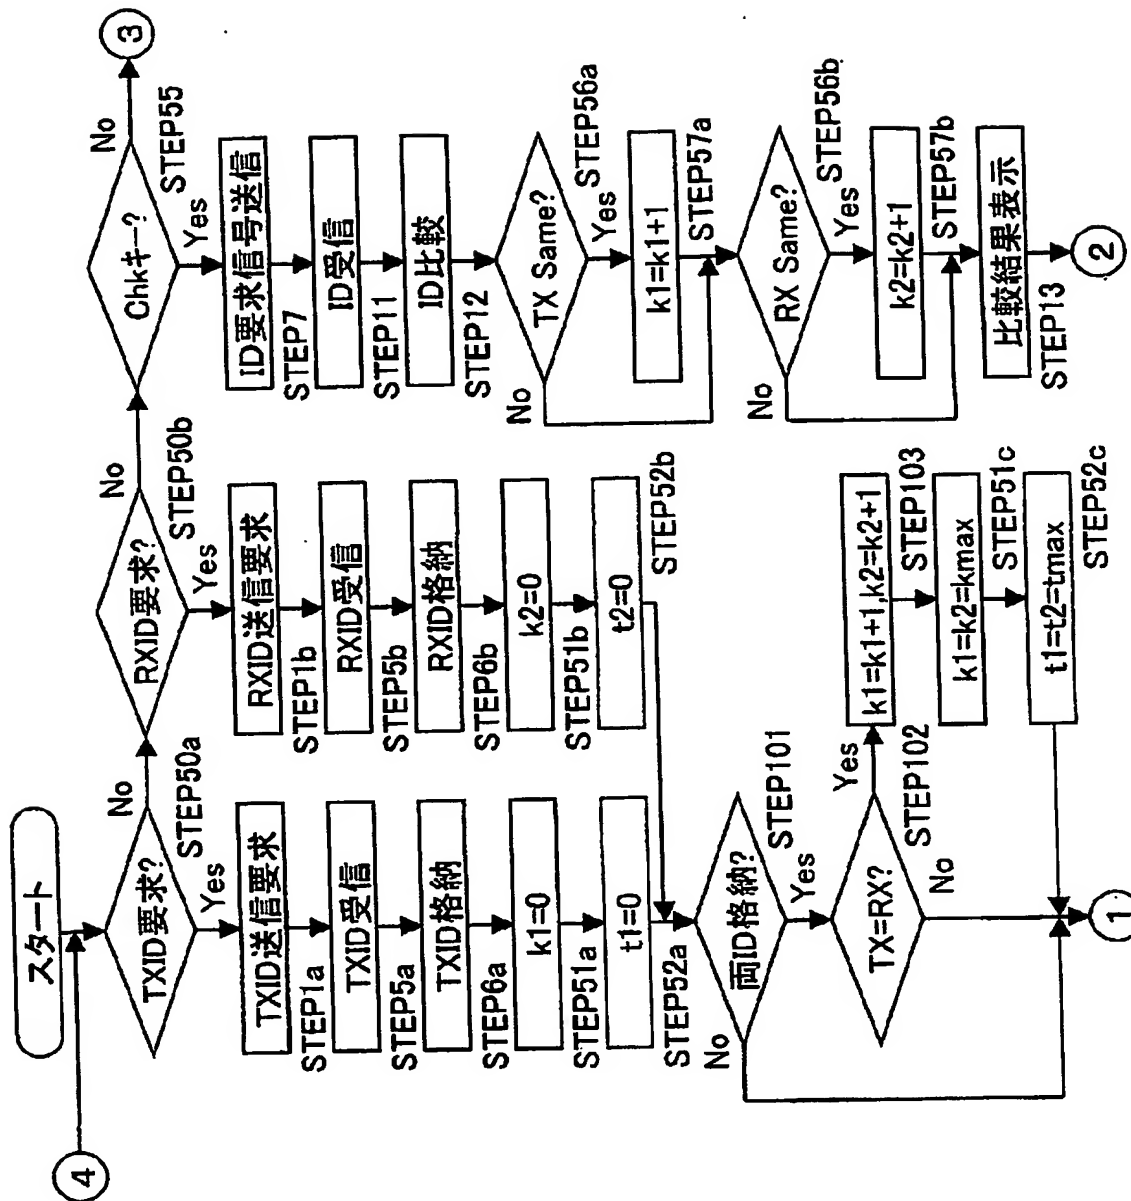 スタート
④
TXID要求?
No
STEP50a
Yes
TXID送信要求
STEP1a
TXID受信
STEP5a
TXID格納
STEP6a
k1=0
STEP51a
t1=0
STEP52a
RXID要求?
No
STEP50b
Yes
RXID送信要求
STEP1b
RXID受信
STEP5b
RXID格納
STEP6b
k2=0
STEP51b
t2=0
STEP52b
両ID格納?
No
STEP101
Yes
TX=RX?
Yes
STEP102
No
k1=k1+1,k2=k2+1
STEP103
k1=k2=kmax
STEP51c
t1=t2=tmax
STEP52c
①
Chkキー?
No
③
STEP55
Yes
ID要求信号送信
STEP7
ID受信
STEP11
ID比較
STEP12
TX Same?
No
STEP56a
Yes
k1=k1+1
STEP57a
RX Same?
No
STEP56b
Yes
k2=k2+1
STEP57b
比較結果表示
STEP13
②